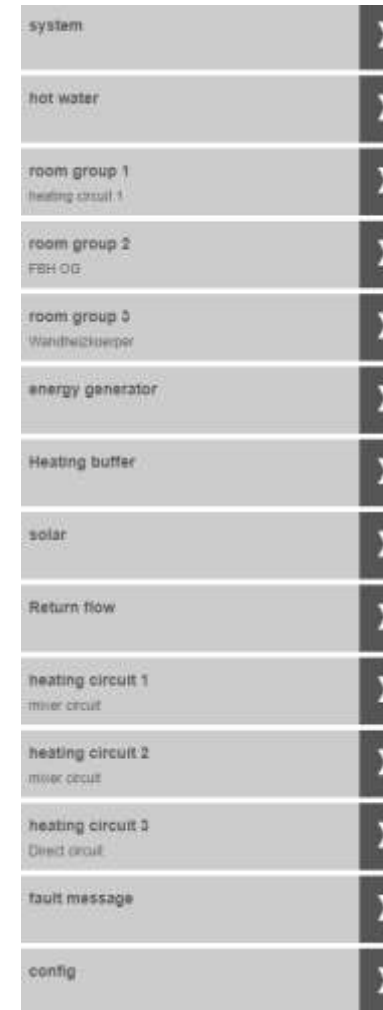 system
hot water
room group 1
heating circuit 1
room group 2
FBH OG
room group 3
Wandheizkoerper
energy generator
Heating buffer
solar
Return flow
heating circuit 1
mixer circuit
heating circuit 2
mixer circuit
heating circuit 3
Direct circuit
fault message
config